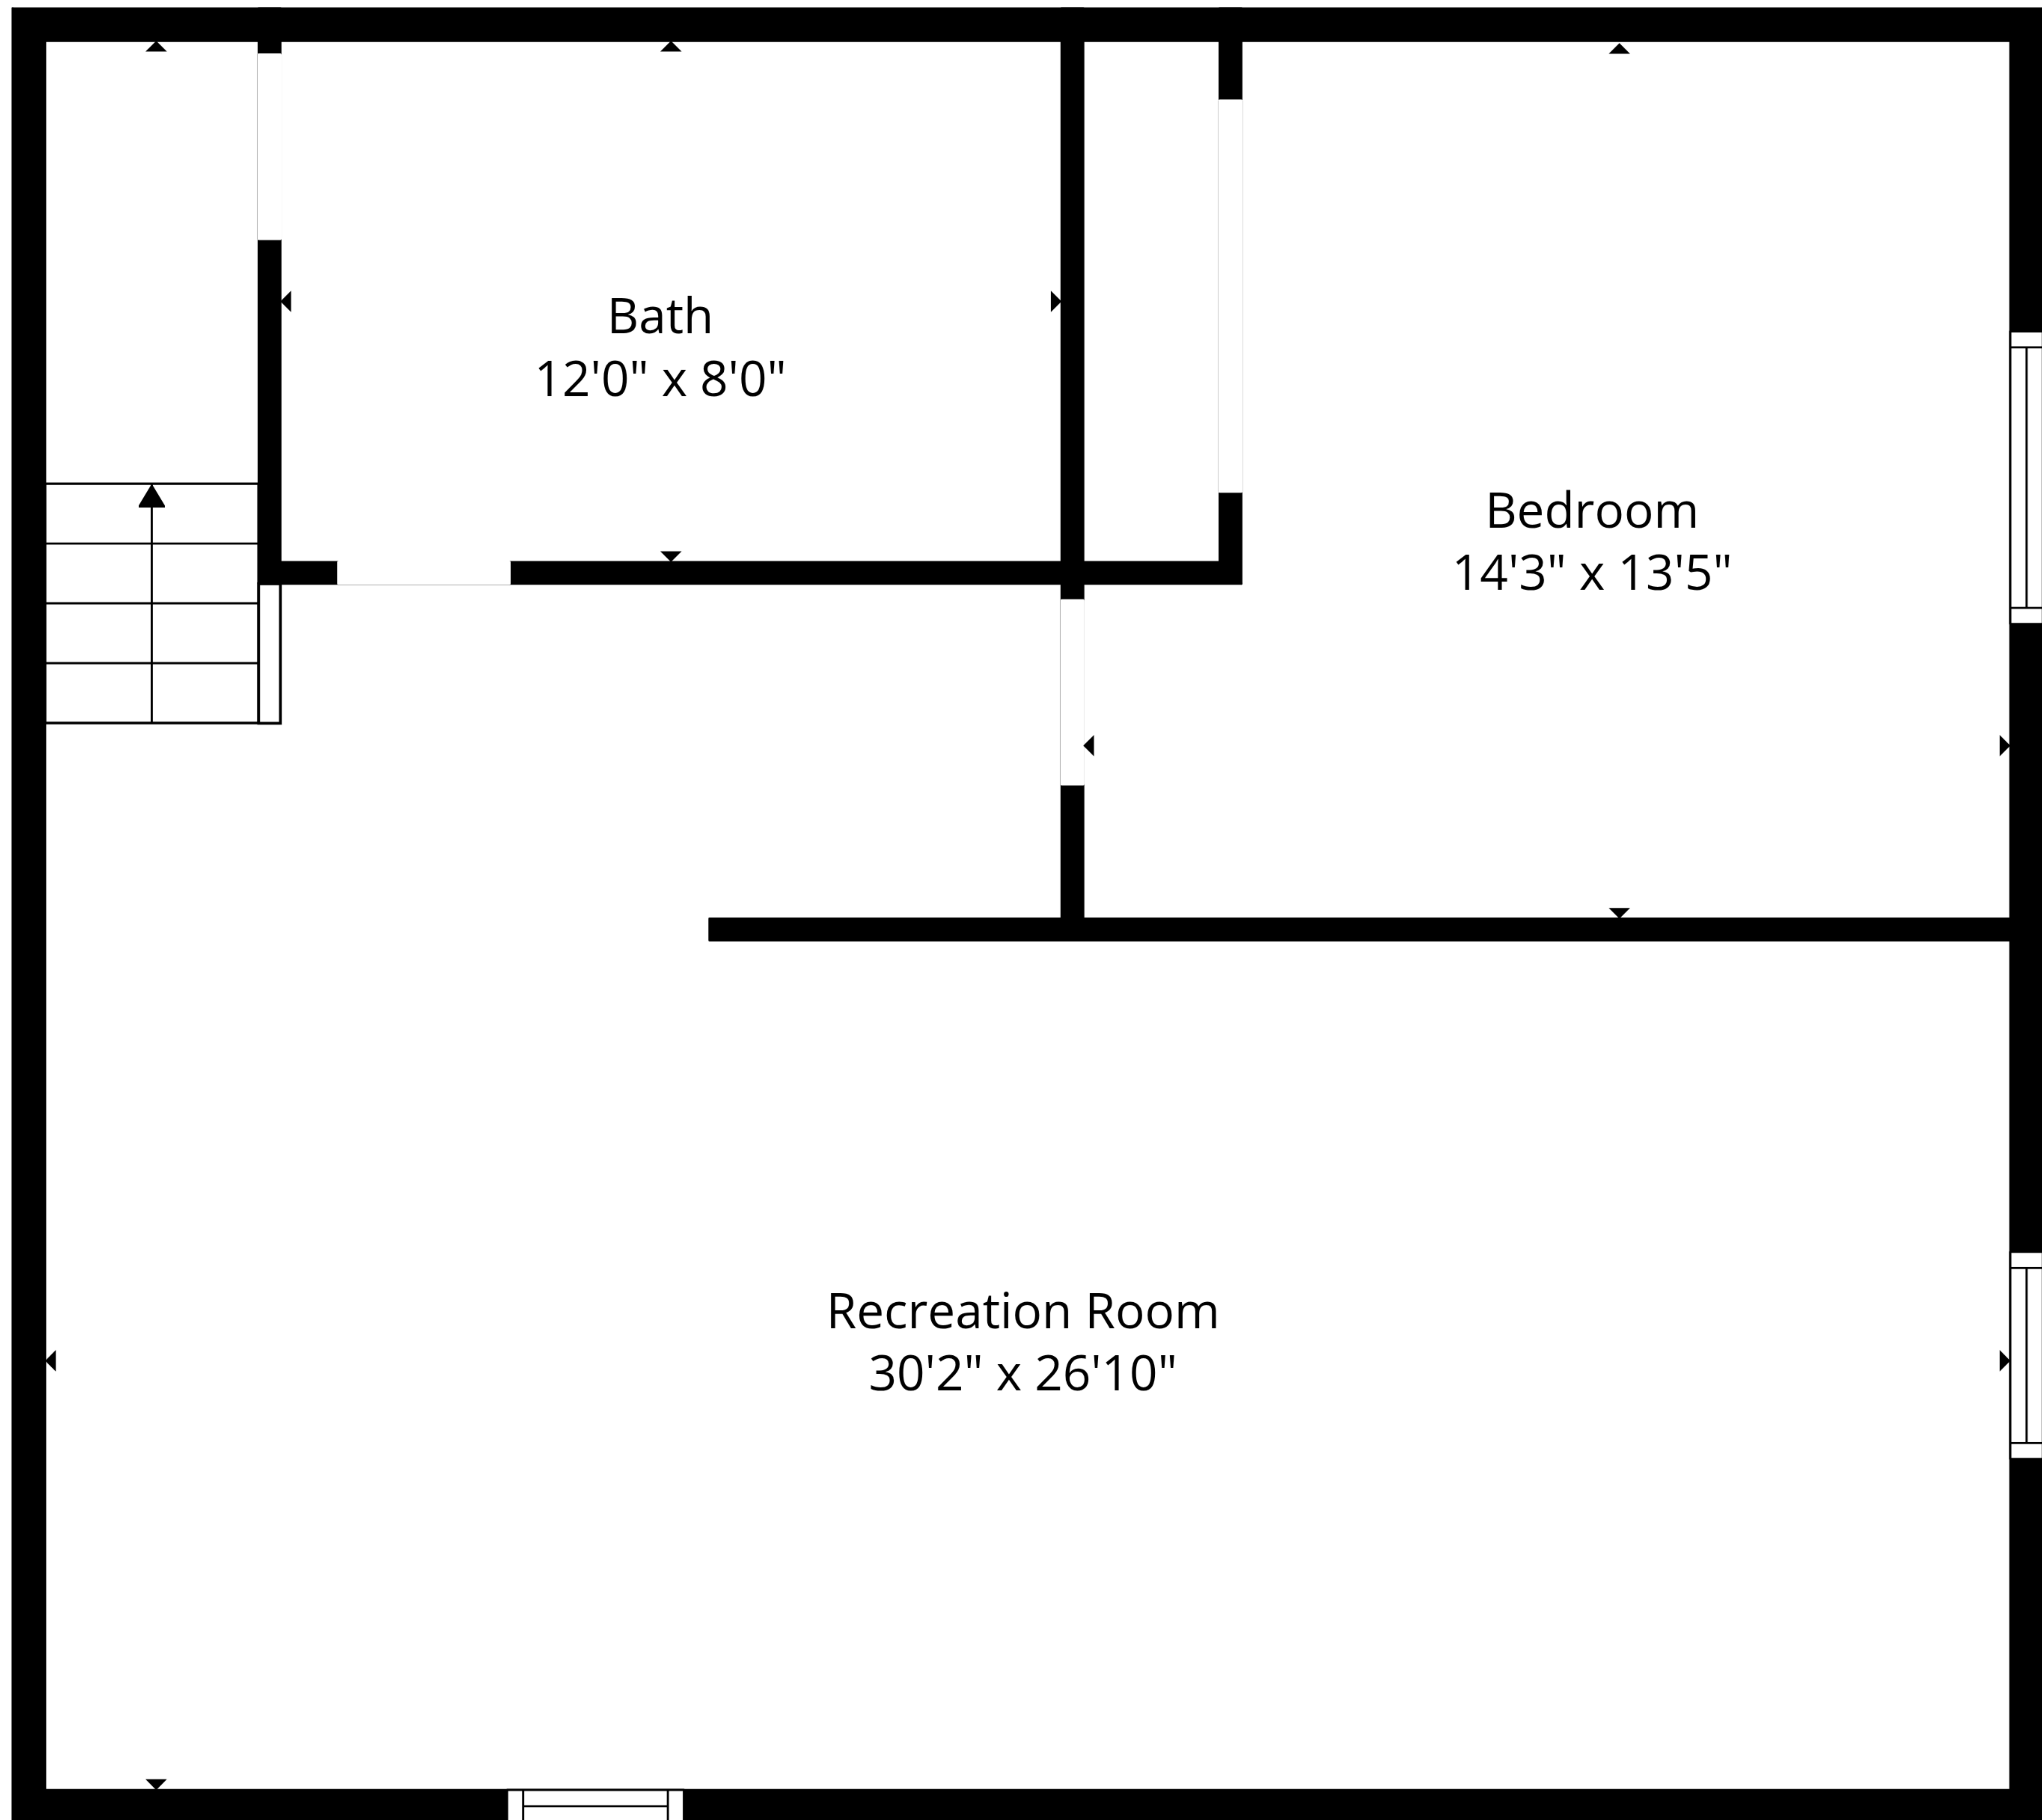 Bath
12'0" x 8'0"
Bedroom
14'3" x 13'5"
Recreation Room
30'2" x 26'10"